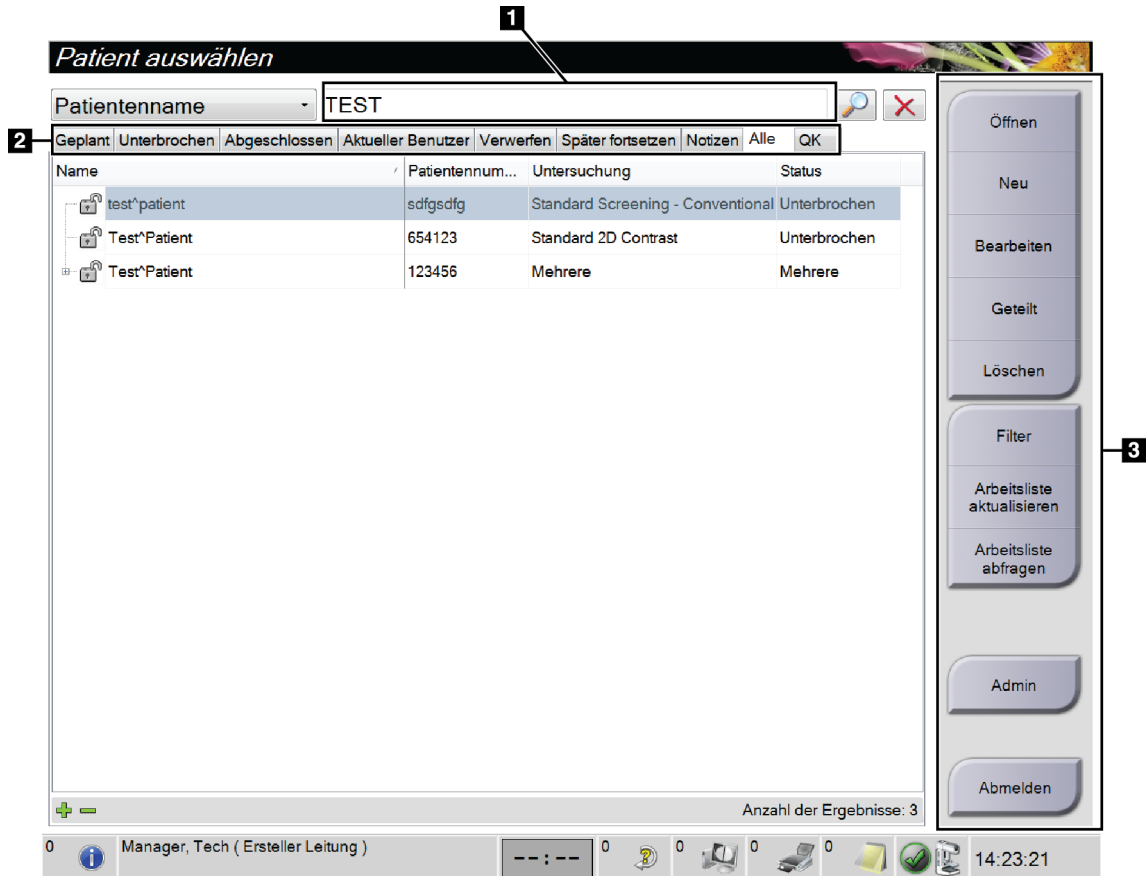 1
Patient auswählen
Patientenname TEST
2
Geplant Unterbrochen Abgeschlossen Aktueller Benutzer Verwerfen Später fortsetzen Notizen Alle QK
Name Patientennum... Untersuchung Status
test^patient sdfgsdfg Standard Screening - Conventional Unterbrochen
Test^Patient 654123 Standard 2D Contrast Unterbrochen
Test^Patient 123456 Mehrere Mehrere
Anzahl der Ergebnisse: 3
Öffnen
Neu
Bearbeiten
Geteilt
Löschen
Filter
3
Arbeitsliste
aktualisieren
Arbeitsliste
abfragen
Admin
Abmelden
0 Manager, Tech ( Ersteller Leitung ) --:-- 0 0 0 0 14:23:21